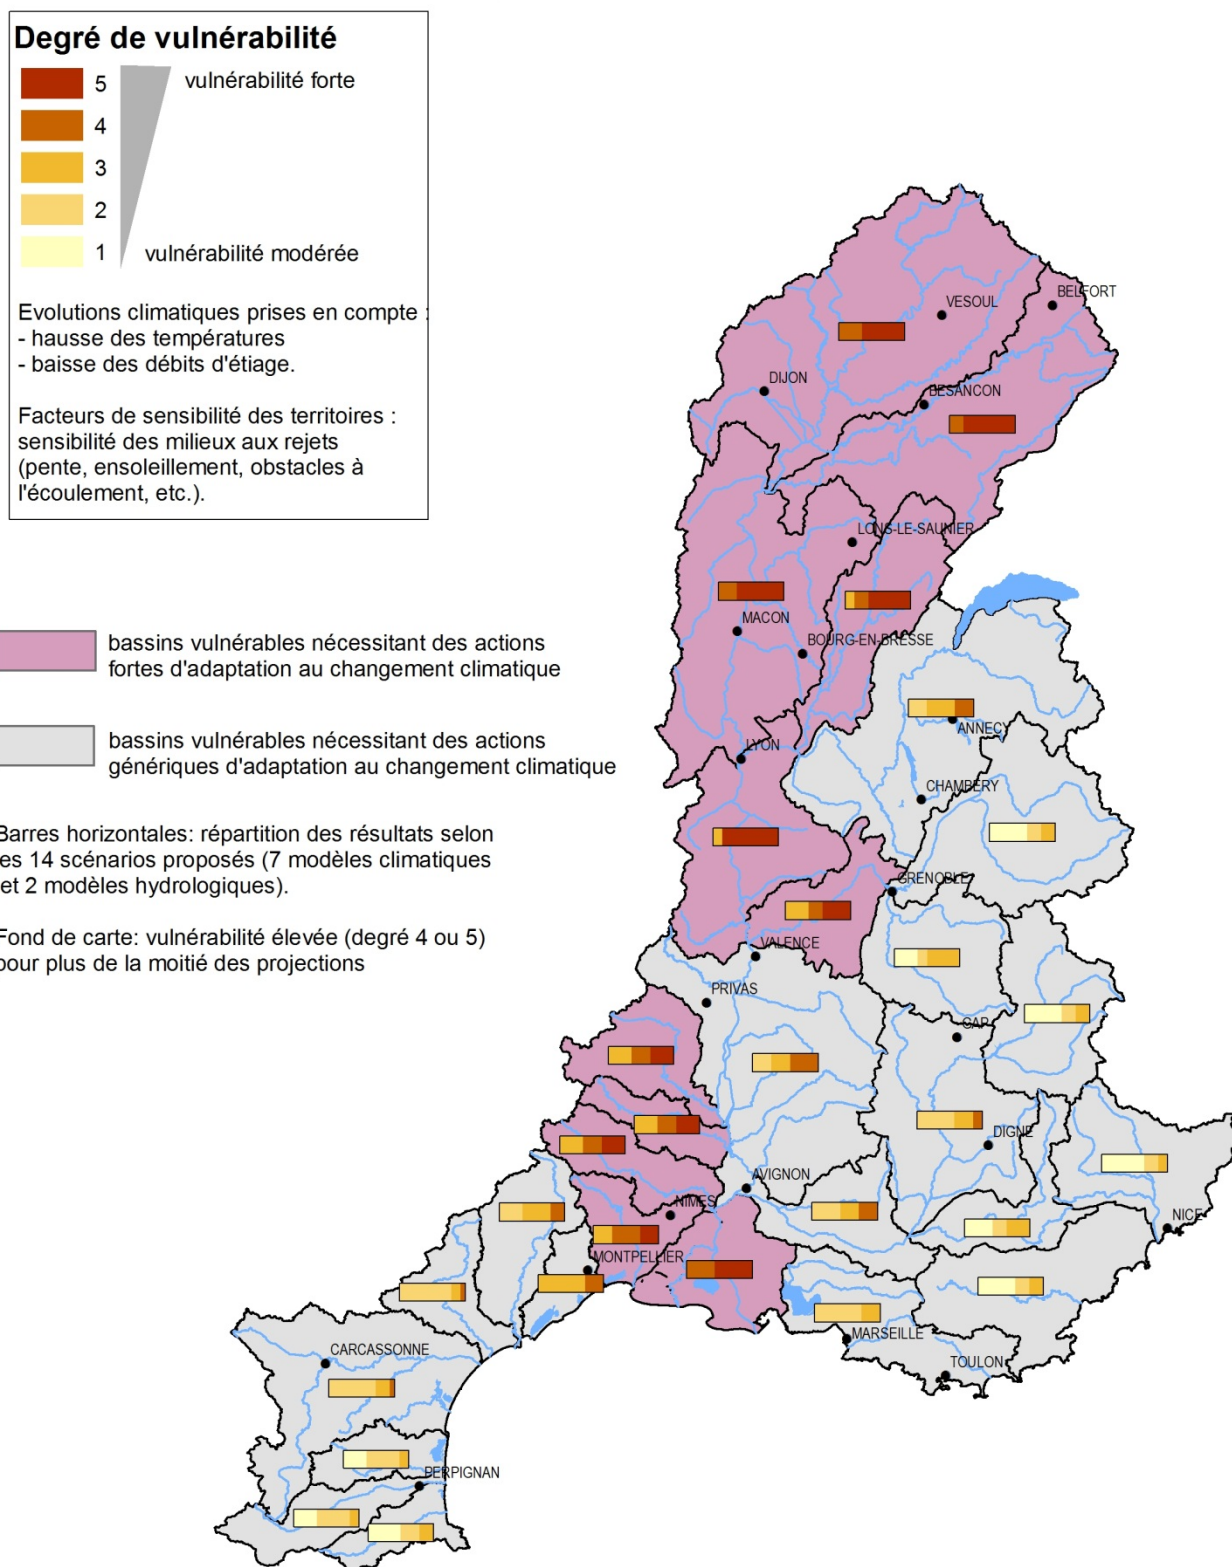 Degré de vulnérabilité
5
vulnérabilité forte
4
3
2
1
vulnérabilité modérée
Evolutions climatiques prises en compte :
- hausse des températures
- baisse des débits d'étiage.
Facteurs de sensibilité des territoires :
sensibilité des milieux aux rejets
(pente, ensoleillement, obstacles à
l'écoulement, etc.).
bassins vulnérables nécessitant des actions
fortes d'adaptation au changement climatique
bassins vulnérables nécessitant des actions
génériques d'adaptation au changement climatique
Barres horizontales: répartition des résultats selon
les 14 scénarios proposés (7 modèles climatiques
et 2 modèles hydrologiques).
Fond de carte: vulnérabilité élevée (degré 4 ou 5)
pour plus de la moitié des projections
VESOUL
BELFORT
DIJON
BESANCON
LONS-LE-SAUNIER
MACON
BOURG-EN-BRESSE
ANNECY
LYON
CHAMBERY
GRENOBLE
VALENCE
PRIVAS
GAP
DIGNE
AVIGNON
NIMES
NICE
MONTPELLIER
MARSEILLE
CARCASSONNE
TOULON
PERPIGNAN